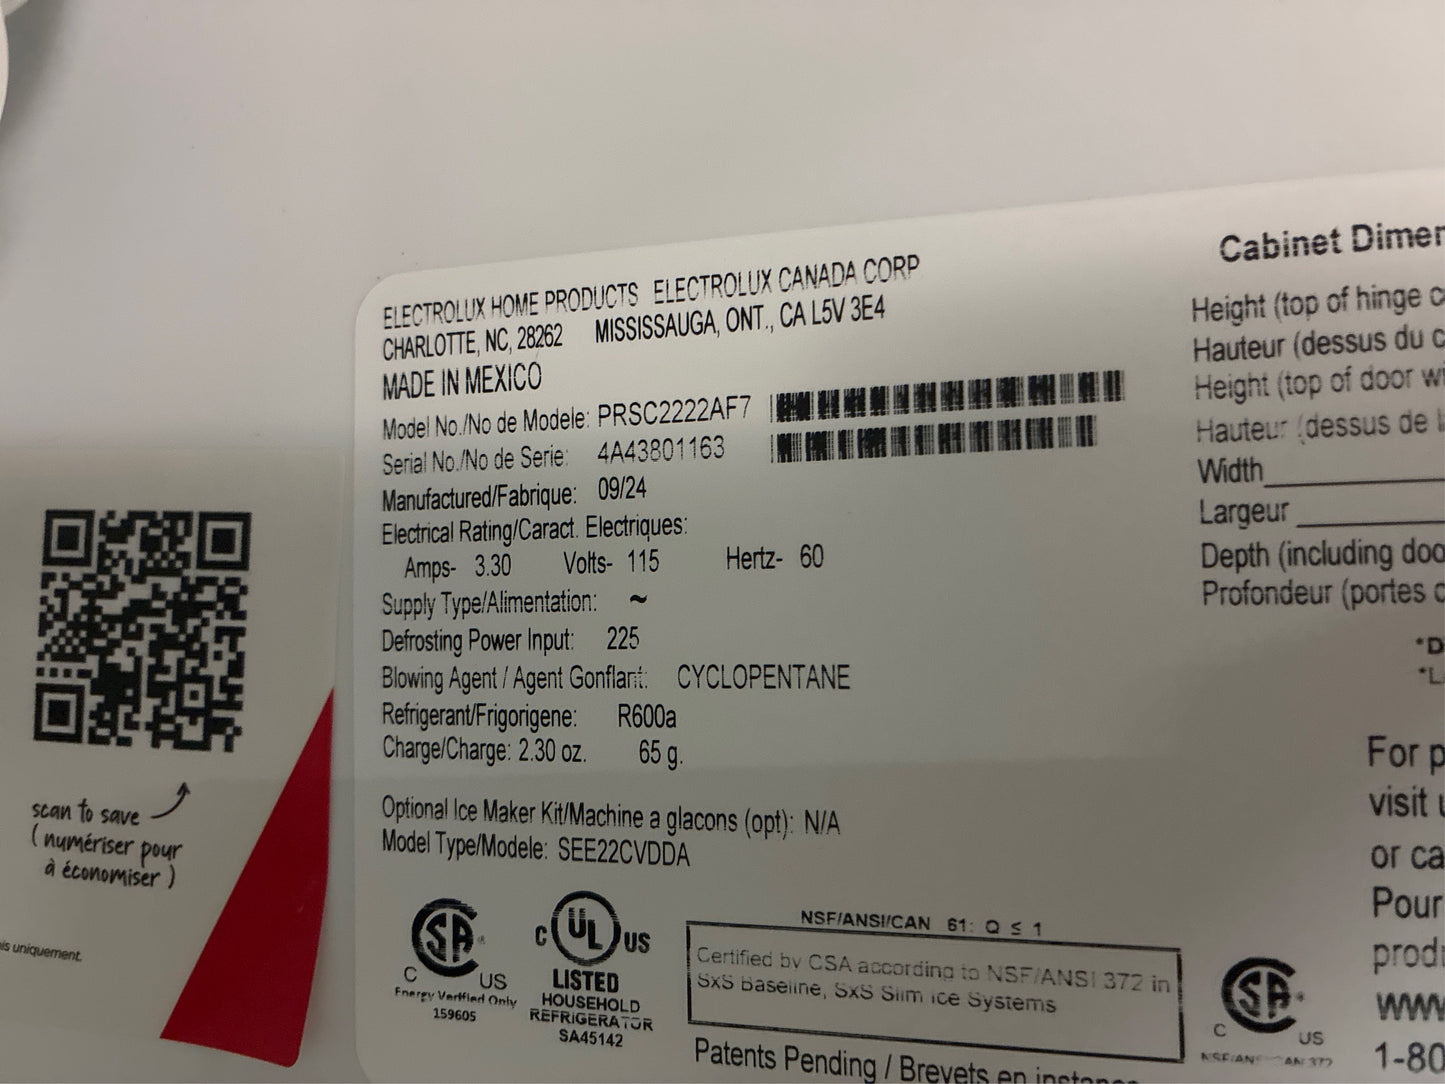 ELECTROLUX HOME PRODUCTS ELECTROLUX CANADA CORP
CHARLOTTE, NC, 28262 MISSISSAUGA, ONT., CA L5V 3E4
MADE IN MEXICO
Model No./No de Modele: PRSC2222AF7
Serial No./No de Serie: 4A43801163
Manufactured/Fabrique: 09/24
Electrical Rating/Caract. Electriques:
Amps- 3.30 Volts- 115 Hertz- 60
Supply Type/Alimentation: ~
Defrosting Power Input: 225
Blowing Agent / Agent Gonflant: CYCLOPENTANE
Refrigerant/Frigorigene: R600a
Charge/Charge: 2.30 oz. 65 g.
Optional Ice Maker Kit/Machine a glacons (opt): N/A
Model Type/Modele: SEE22CVDDA
CSA
C US
Energy Verified Only
159605
C UL US
LISTED
HOUSEHOLD
REFRIGERATOR
SA45142
NSF/ANSI/CAN 61: Q ≤ 1
Certified by CSA according to NSF/ANSI 372 in
SxS Baseline, SxS Slim Ice Systems
CSA
C US
Patents Pending / Brevets en
Cabinet
Height (top of hinge
Hauteur (dessus du
Height (top of door
Hauteur (dessus de
Width
Largeur
Depth (including
Profondeur (portes
For
visit
or
Pour
1-80
scan to save
(numériser pour
à économiser)
uniquement.